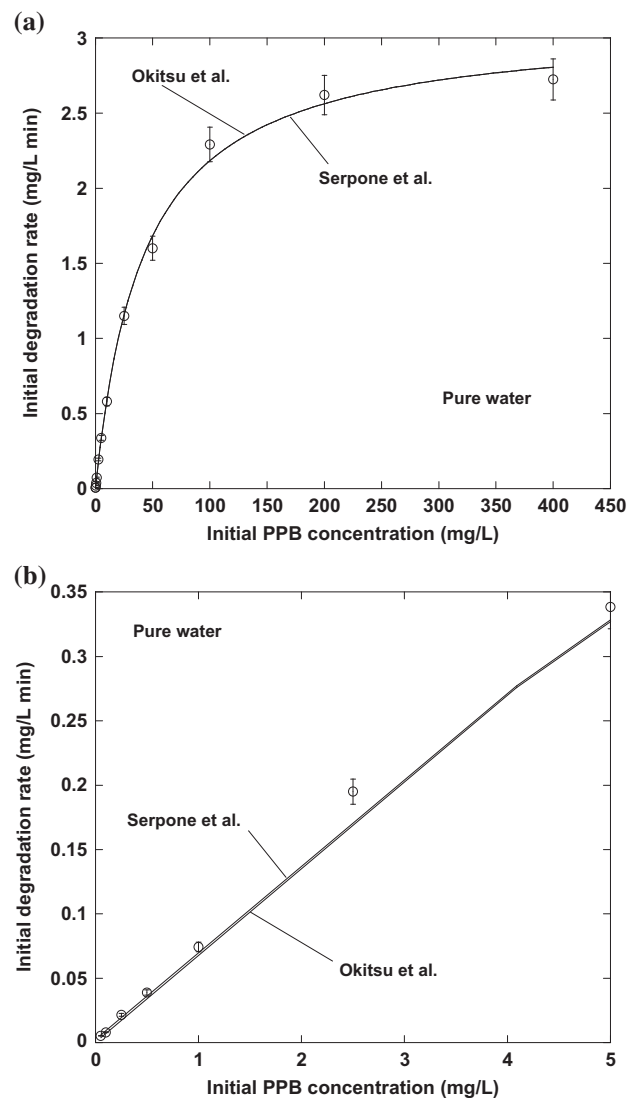 (a)
3
2.5
2
1.5
1
0.5
0
Initial degradation rate (mg/L min)
Okitsu et al.
Serpone et al.
Pure water
0 50 100 150 200 250 300 350 400 450
Initial PPB concentration (mg/L)
(b)
0.35
0.3
0.25
0.2
0.15
0.1
0.05
0
Initial degradation rate (mg/L min)
Pure water
Serpone et al.
Okitsu et al.
0 1 2 3 4 5
Initial PPB concentration (mg/L)